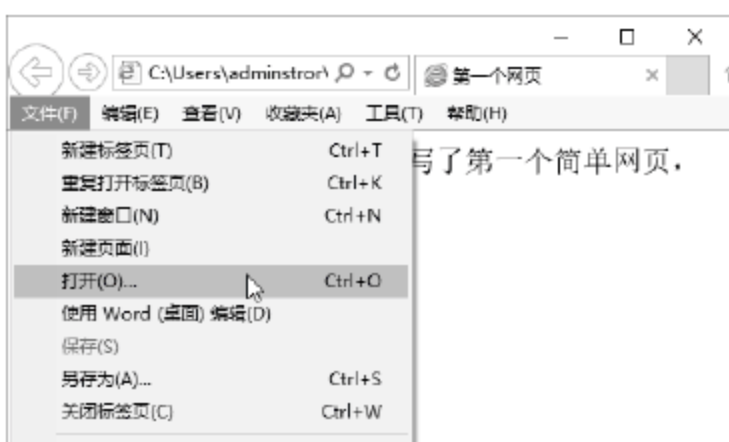 C:\Users\adminstror\
第一个网页
文件(F) 编辑(E) 查看(V) 收藏夹(A) 工具(T) 帮助(H)
新建标签页(T) Ctrl+T
写了第一个简单网页，
重复打开标签页(B) Ctrl+K
新建窗口(N) Ctrl+N
新建页面(I)
打开(O)... Ctrl+O
使用 Word (桌面) 编辑(D)
保存(S)
另存为(A)... Ctrl+S
关闭标签页(C) Ctrl+W